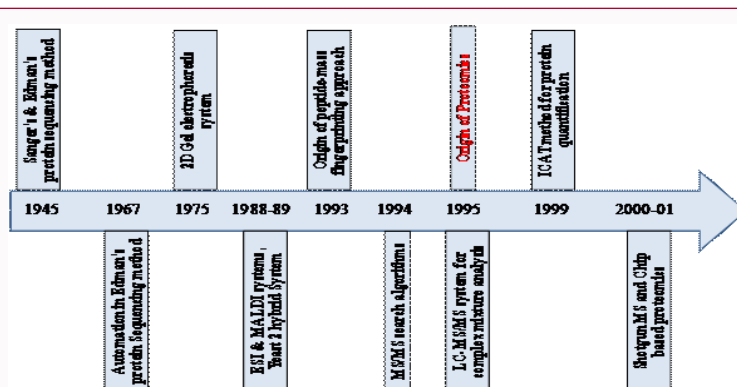 Sanger's & Edman's
protein sequencing method
2D Gel electrophoresis
system
Origin of peptide-mass
fingerprinting approach
Origin of Proteomics
ICAT method for protein
quantification
1945
1967
1975
1988-89
1993
1994
1995
1999
2000-01
Automation in Edman's
protein Sequencing method
ESI & MALDI systems,
Yeast 2 hybrid System
MS/MS search algorithms
LC-MS/MS system for
complex mixture analysis
Shotgun MS and Chip
based proteomics